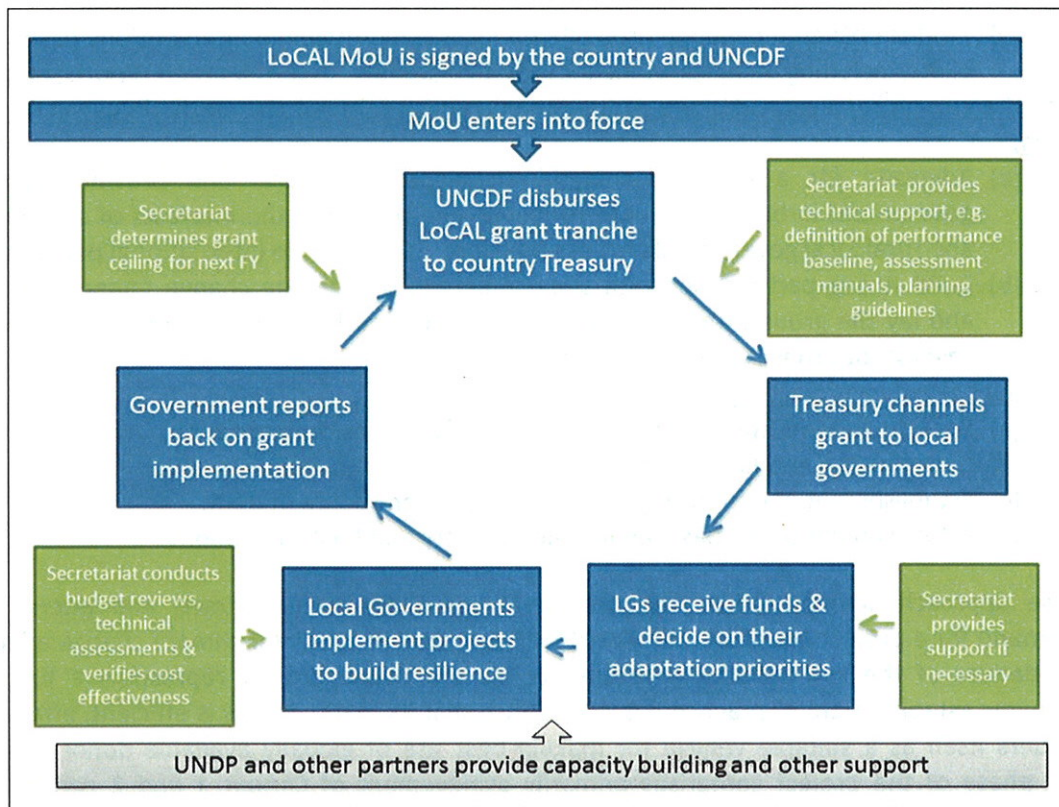 LoCAL MoU is signed by the country and UNCDF
MoU enters into force
Secretariat
determines grant
ceiling for next FY
UNCDF disburses
LoCAL grant tranche
to country Treasury
Secretariat provides
technical support, e.g.
definition of performance
baseline, assessment
manuals, planning
guidelines
Government reports
back on grant
implementation
Treasury channels
grant to local
governments
Secretariat conducts
budget reviews,
technical
assessments &
verifies cost
effectiveness
Local Governments
implement projects
to build resilience
LGs receive funds &
decide on their
adaptation priorities
Secretariat
provides
support if
necessary
UNDP and other partners provide capacity building and other support